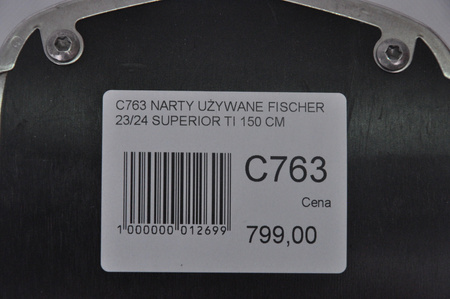 C763 NARTY UŻYWANE FISCHER
23/24 SUPERIOR TI 150 CM
C763
Cena
1 000000 012699
799,00